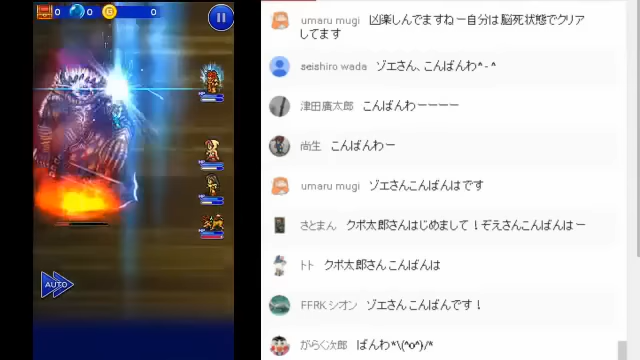 0 0 0
AUTO
umaru mugi 凶楽しんでますねー自分は脳死状態でクリア
してます
seishiro wada ゾエさん、こんばんわ^-^
津田廣太郎 こんばんわーーーー
尚生 こんばんわー
umaru mugi ゾエさんこんばんはです
さとまん クボ太郎さんはじめまして！ぞえさんこんばんはー
トト クボ太郎さんこんばんは
FFRKシオン ゾエさんこんばんです！
がらく次郎 ばんわ*\(^o^)/*